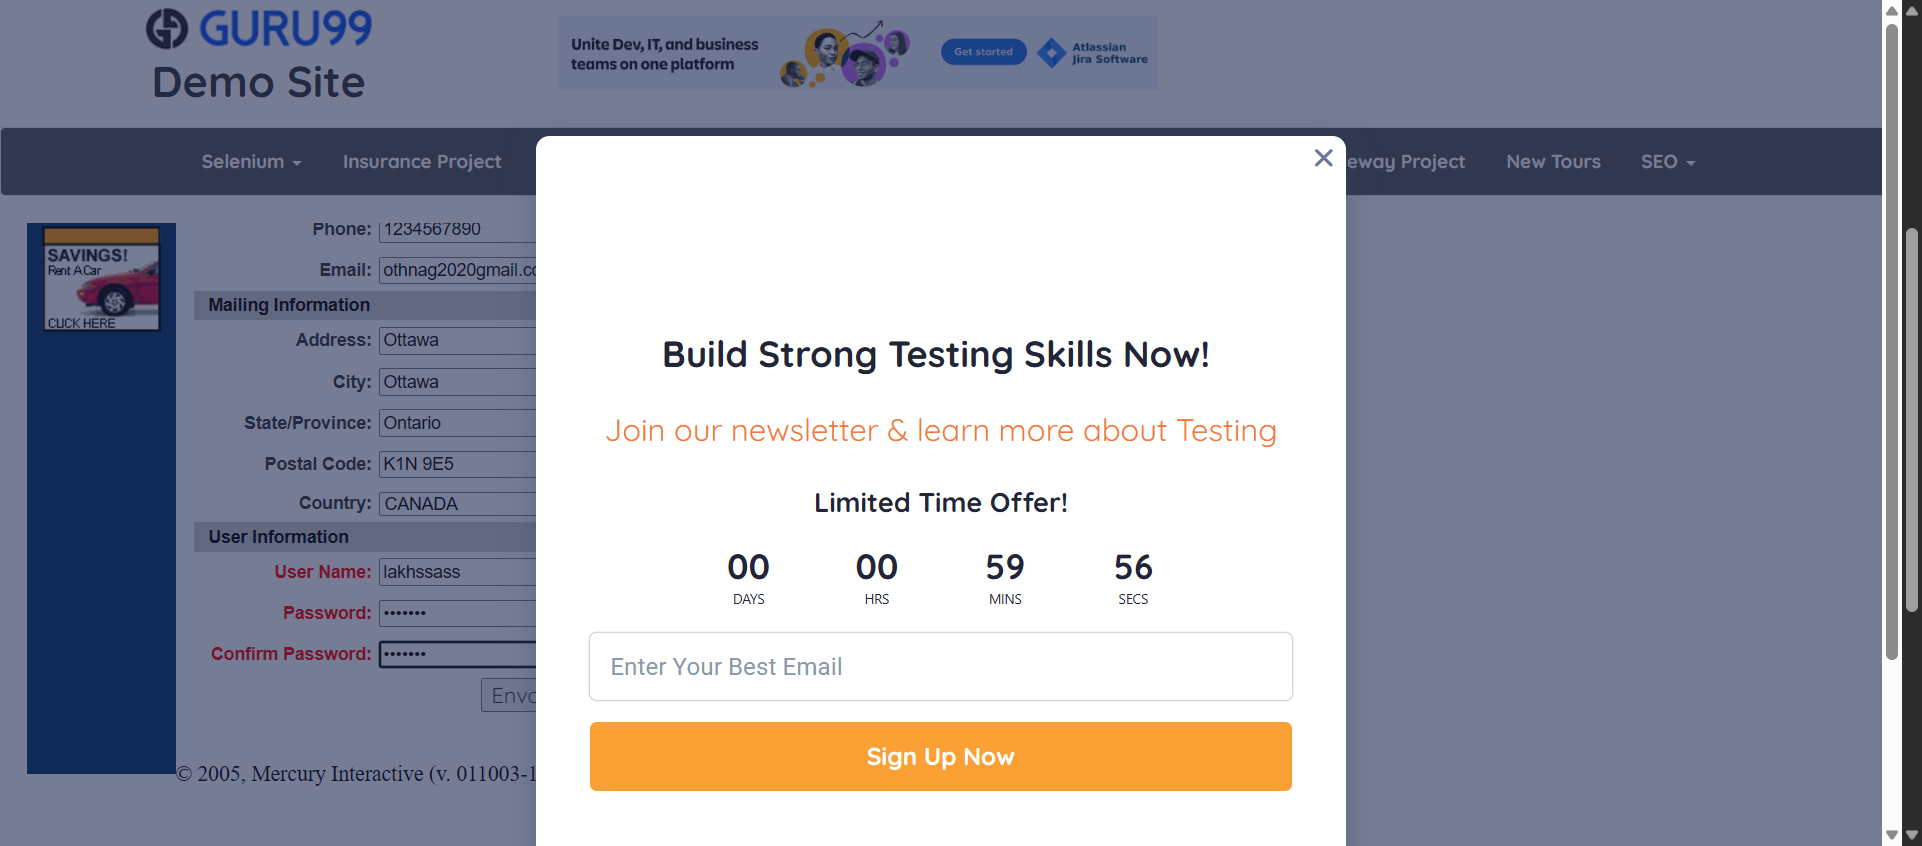 GURU99
Demo Site
Unite Dev, IT, and business
teams on one platform
Get started
Atlassian
Jira Software
Selenium
Insurance Project
eway Project
New Tours
SEO
SAVINGS!
Rent A Car
CLICK HERE
Phone: 1234567890
Email: othnag2020gmail.co
Mailing Information
Address: Ottawa
City: Ottawa
State/Province: Ontario
Postal Code: K1N 9E5
Country: CANADA
User Information
User Name: lakhssass
Password: •••••••
Confirm Password: •••••••
Envo
© 2005, Mercury Interactive (v. 011003-1
Build Strong Testing Skills Now!
Join our newsletter & learn more about Testing
Limited Time Offer!
00 00 59 56
DAYS HRS MINS SECS
Enter Your Best Email
Sign Up Now